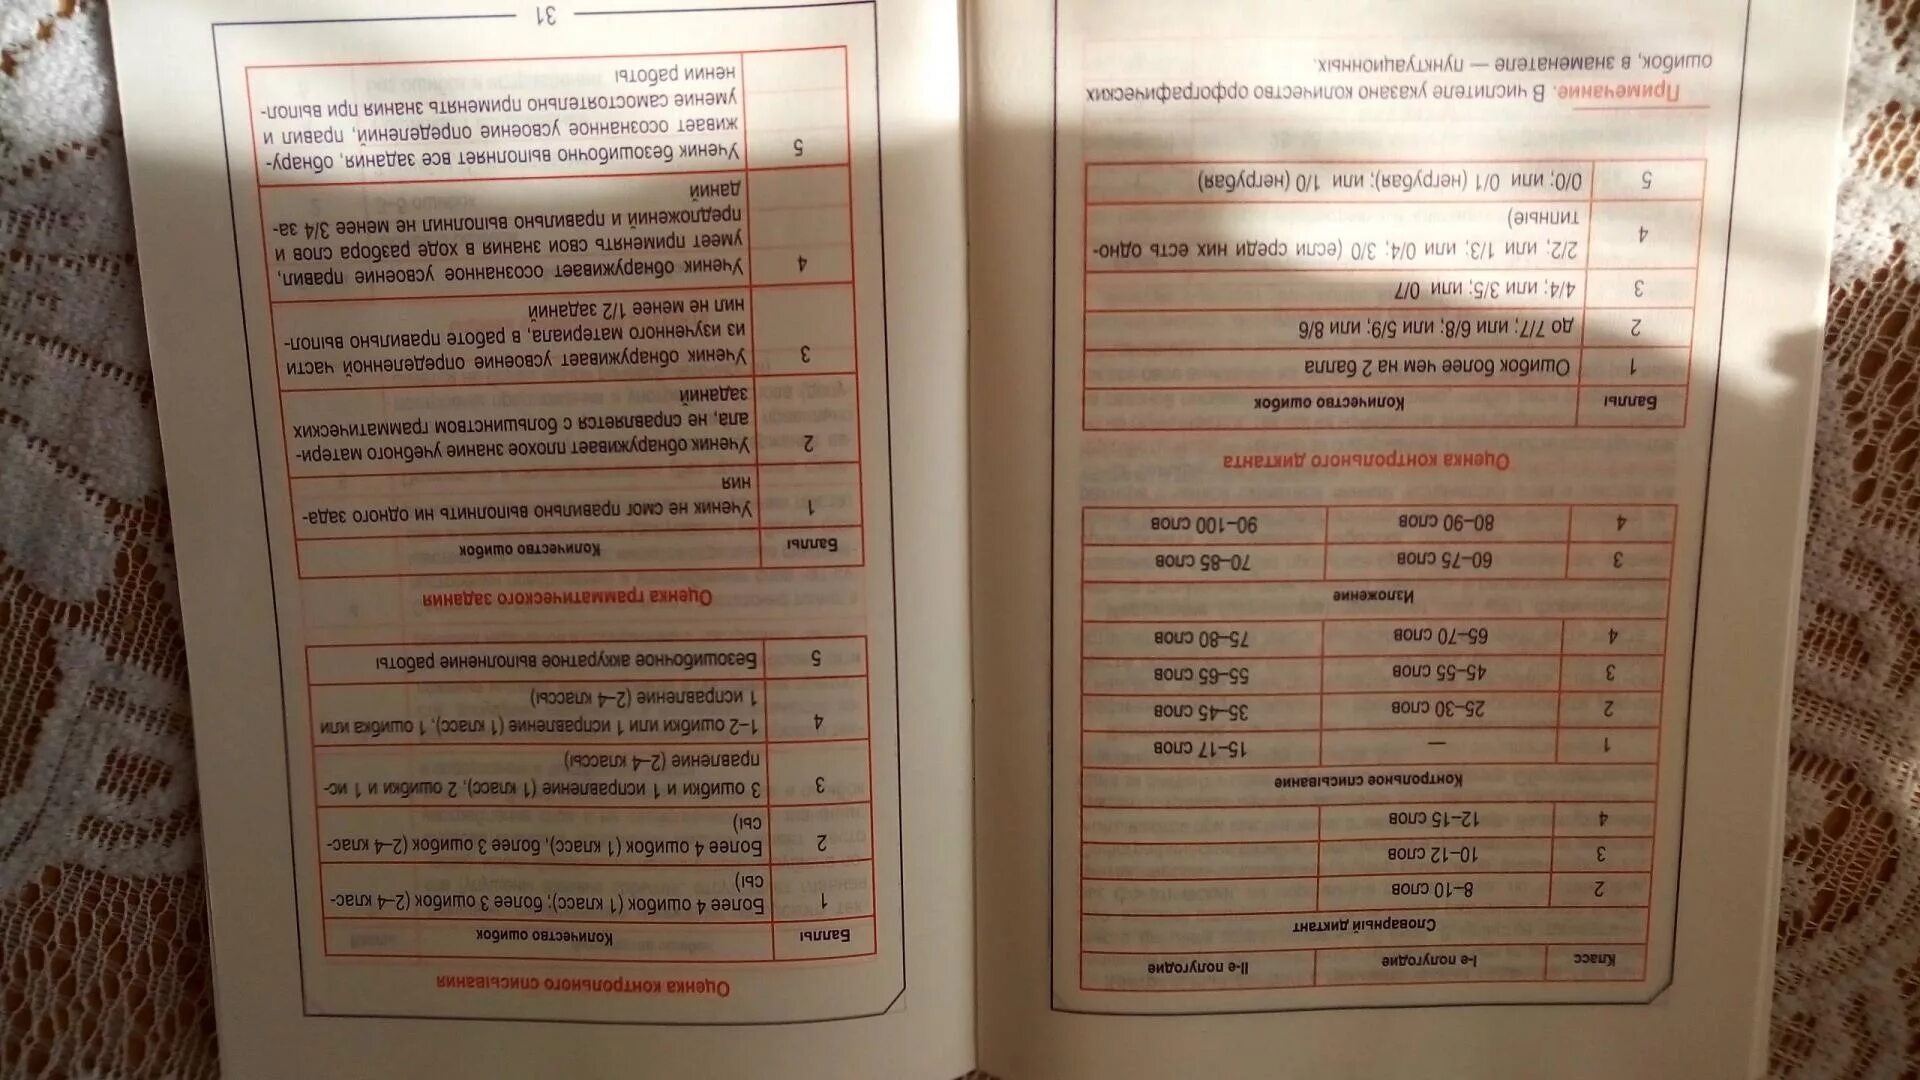 Класс I-е полугодие II-е полугодие
Словарный диктант
2 8–10 слов
3 10–12 слов
4 12–15 слов
Контрольное списывание
1 — 15–17 слов
2 25–30 слов 35–45 слов
3 45–55 слов 55–65 слов
4 65–70 слов 75–80 слов
Изложение
3 60–75 слов 70–85 слов
4 80–90 слов 90–100 слов
Оценка контрольного диктанта
Баллы Количество ошибок
1 Ошибок более чем на 2 балла
2 до 7/7; или 6/8; или 5/9; или 8/6
3 4/4; или 3/5; или 0/7
4 2/2; или 1/3; или 0/4; 3/0 (если среди них есть одно-
типные)
5 0/0; или 0/1 (негрубая); или 1/0 (негрубая)
Примечание. В числителе указано количество орфографических
ошибок, в знаменателе — пунктуационных.
Оценка контрольного списывания
Баллы Количество ошибок
1 Более 4 ошибок (1 класс); более 3 ошибок (2–4 клас-
сы)
2 Более 4 ошибок (1 класс), более 3 ошибок (2–4 клас-
сы)
3 3 ошибки и 1 исправление (1 класс), 2 ошибки и 1 ис-
правление (2–4 классы)
4 1–2 ошибки или 1 исправление (1 класс), 1 ошибка или
1 исправление (2–4 классы)
5 Безошибочное аккуратное выполнение работы
Оценка грамматического задания
Баллы Количество ошибок
1 Ученик не смог правильно выполнить ни одного зада-
ния
2 Ученик обнаруживает плохое знание учебного матери-
ала, не справляется с большинством грамматических
заданий
3 Ученик обнаруживает усвоение определенной части
из изученного материала, в работе правильно выпол-
нил не менее 1/2 заданий
4 Ученик обнаруживает осознанное усвоение правил,
умеет применять свои знания в ходе разбора слов и
предложений и правильно выполнил не менее 3/4 за-
даний
5 Ученик безошибочно выполняет все задания, обнару-
живает осознанное усвоение определений, правил и
умение самостоятельно применять знания при выпол-
нении работы
31